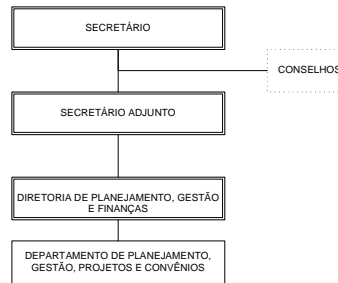 SECRETÁRIO
CONSELHOS
SECRETÁRIO ADJUNTO
DIRETORIA DE PLANEJAMENTO, GESTÃO
E FINANÇAS
DEPARTAMENTO DE PLANEJAMENTO,
GESTÃO, PROJETOS E CONVÊNIOS